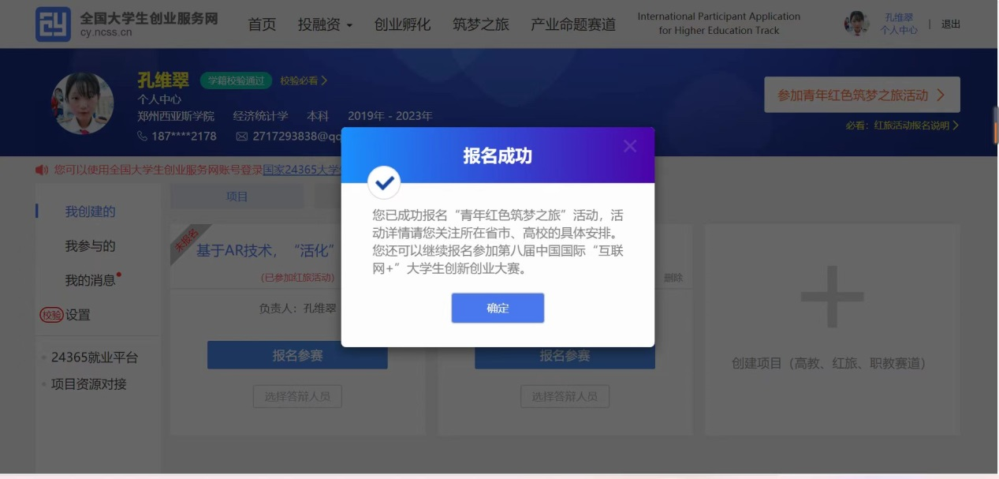 全国大学生创业服务网
cy.ncss.cn
首页
投融资
创业孵化
筑梦之旅
产业命题赛道
International Participant Application
for Higher Education Track
孔维翠
个人中心
|
退出
孔维翠
学籍校验通过
校验必看
个人中心
郑州西亚斯学院
经济统计学
本科
2019年 - 2023年
187****2178
2717293838@qq
参加青年红色筑梦之旅活动
必看：红旅活动报名说明
您可以使用全国大学生创业服务网账号登录国家24365大学
我创建的
我参与的
我的消息
校验
设置
24365就业平台
项目资源对接
项目
未报名
基于AR技术，“活化”
(已参加红旅活动)
负责人：孔维翠
报名参赛
选择答辩人员
删除
报名参赛
选择答辩人员
创建项目（高教、红旅、职教赛道）
报名成功
您已成功报名“青年红色筑梦之旅”活动，活
动详情请您关注所在省市、高校的具体安排。
您还可以继续报名参加第八届中国国际“互联
网+”大学生创新创业大赛。
确定